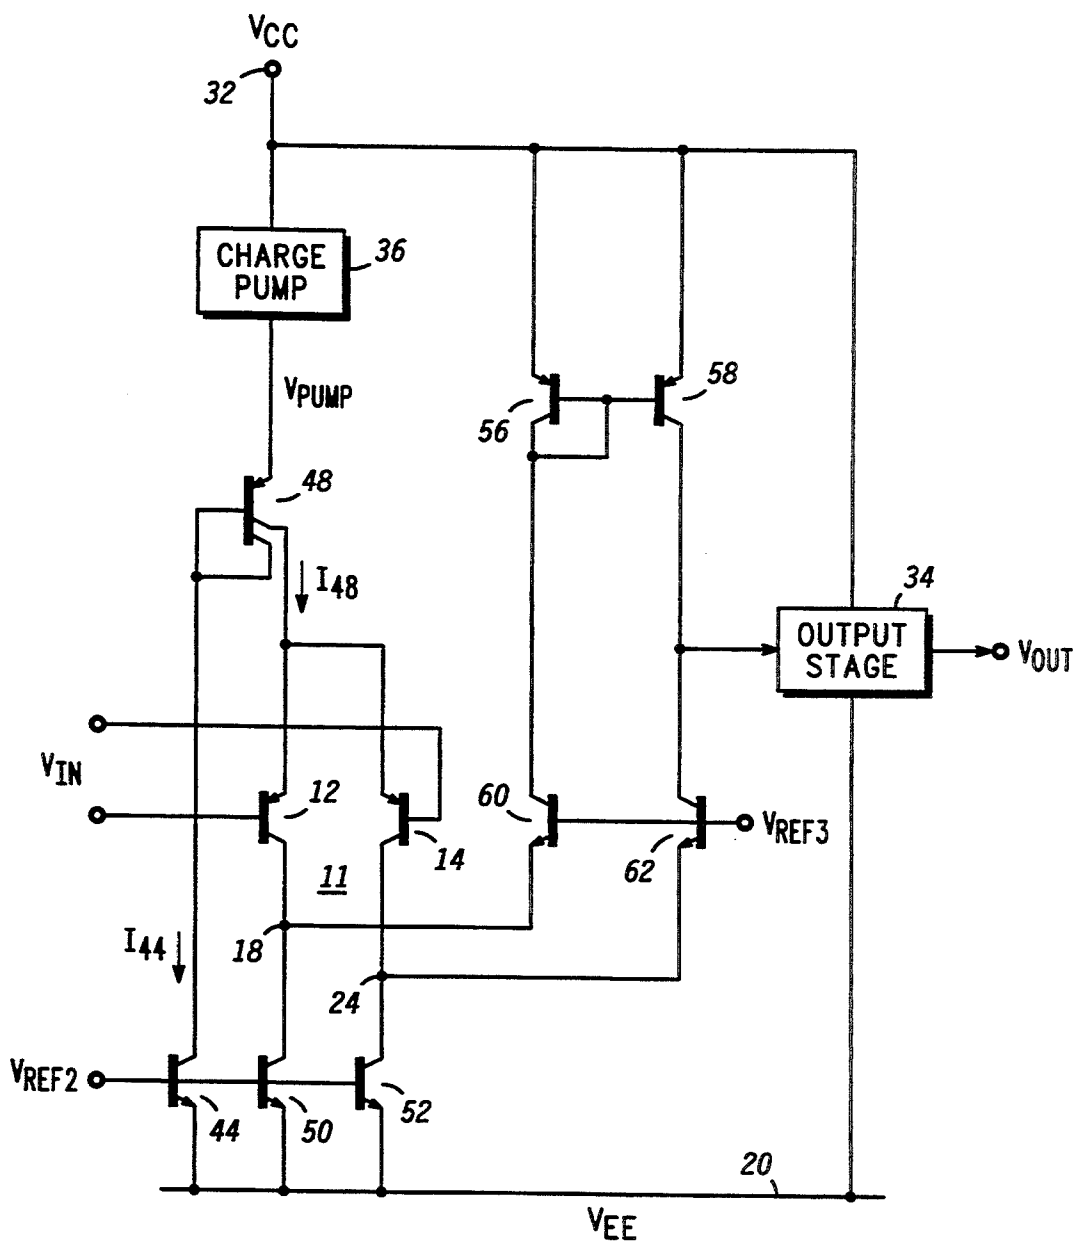 VCC
32
CHARGE
PUMP
36
VPUMP
58
56
48
I48
34
OUTPUT
STAGE
VOUT
VIN
12
14
60
VREF3
62
11
I44
18
24
VREF2
44
50
52
20
VEE